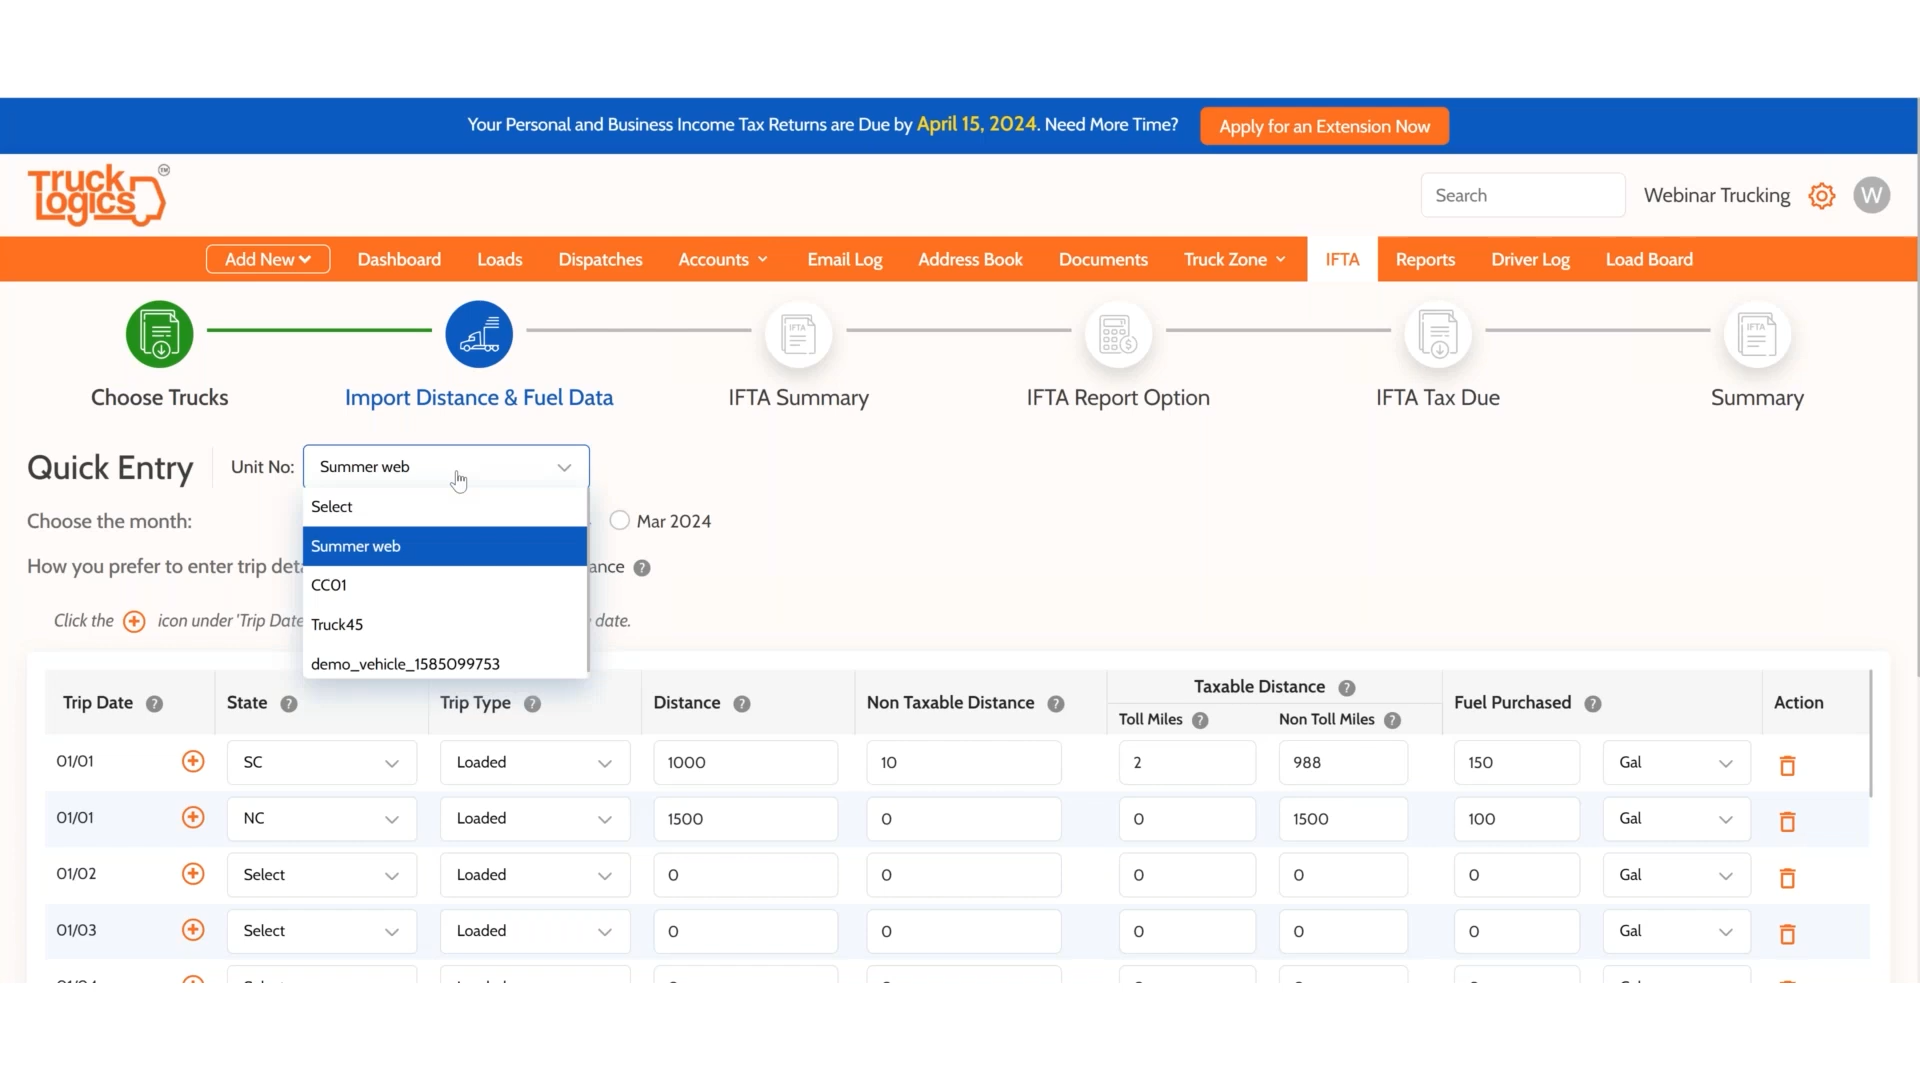 Your Personal and Business Income Tax Returns are Due by April 15, 2024. Need More Time? Apply for an Extension Now
Truck Logics TM
Search Webinar Trucking W
Add New Dashboard Loads Dispatches Accounts Email Log Address Book Documents Truck Zone IFTA Reports Driver Log Load Board
IFTA $ IFTA
Choose Trucks Import Distance & Fuel Data IFTA Summary IFTA Report Option IFTA Tax Due Summary
Quick Entry Unit No: Summer web
Select
Choose the month: Mar 2024
Summer web
How you prefer to enter trip ance ?
CC01
Click the icon under 'Trip date.
Truck45
demo_vehicle_1585099753
Taxable Distance ?
Trip Date ? State ? Trip Type ? Distance ? Non Taxable Distance ? Fuel Purchased ? Action
Toll Miles ? Non Toll Miles ?
01/01 SC Loaded 1000 10 2 988 150 Gal
01/01 NC Loaded 1500 0 0 1500 100 Gal
01/02 Select Loaded 0 0 0 0 0 Gal
01/03 Select Loaded 0 0 0 0 0 Gal